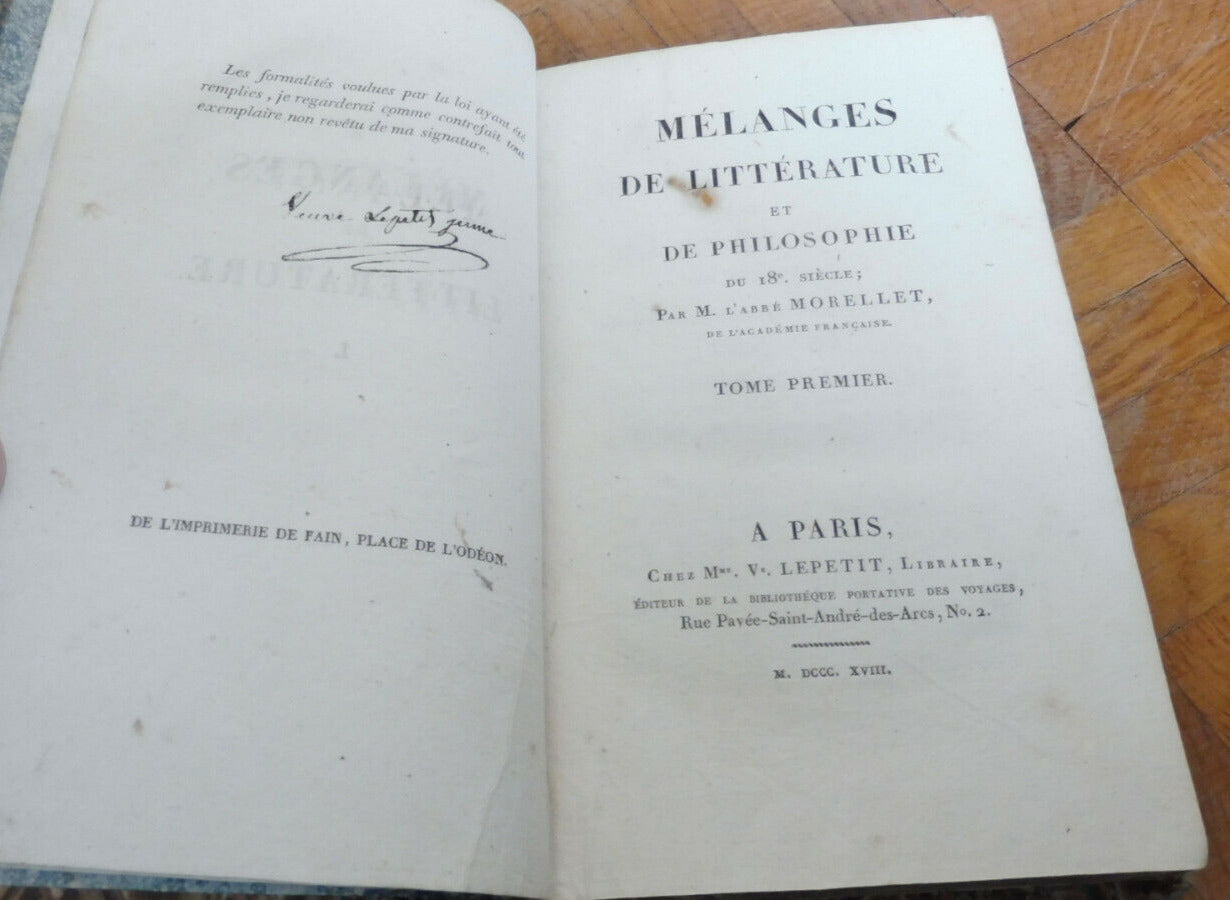 Les formalités voulues par la loi ayant été
remplies, je regarderai comme contrefait tout
exemplaire non revêtu de ma signature.
Veuve Lepetit jeune
DE L'IMPRIMERIE DE FAIN, PLACE DE L'ODÉON.
MÉLANGES
DE LITTÉRATURE
ET
DE PHILOSOPHIE
DU 18e. SIÈCLE;
PAR M. L'ABBÉ MORELLET,
DE L'ACADÉMIE FRANÇAISE.
TOME PREMIER.
A PARIS,
CHEZ Mme. Ve. LEPETIT, LIBRAIRE,
ÉDITEUR DE LA BIBLIOTHÉQUE PORTATIVE DES VOYAGES,
Rue Pavée-Saint-André-des-Arcs, No. 2.
M. DCCC. XVIII.